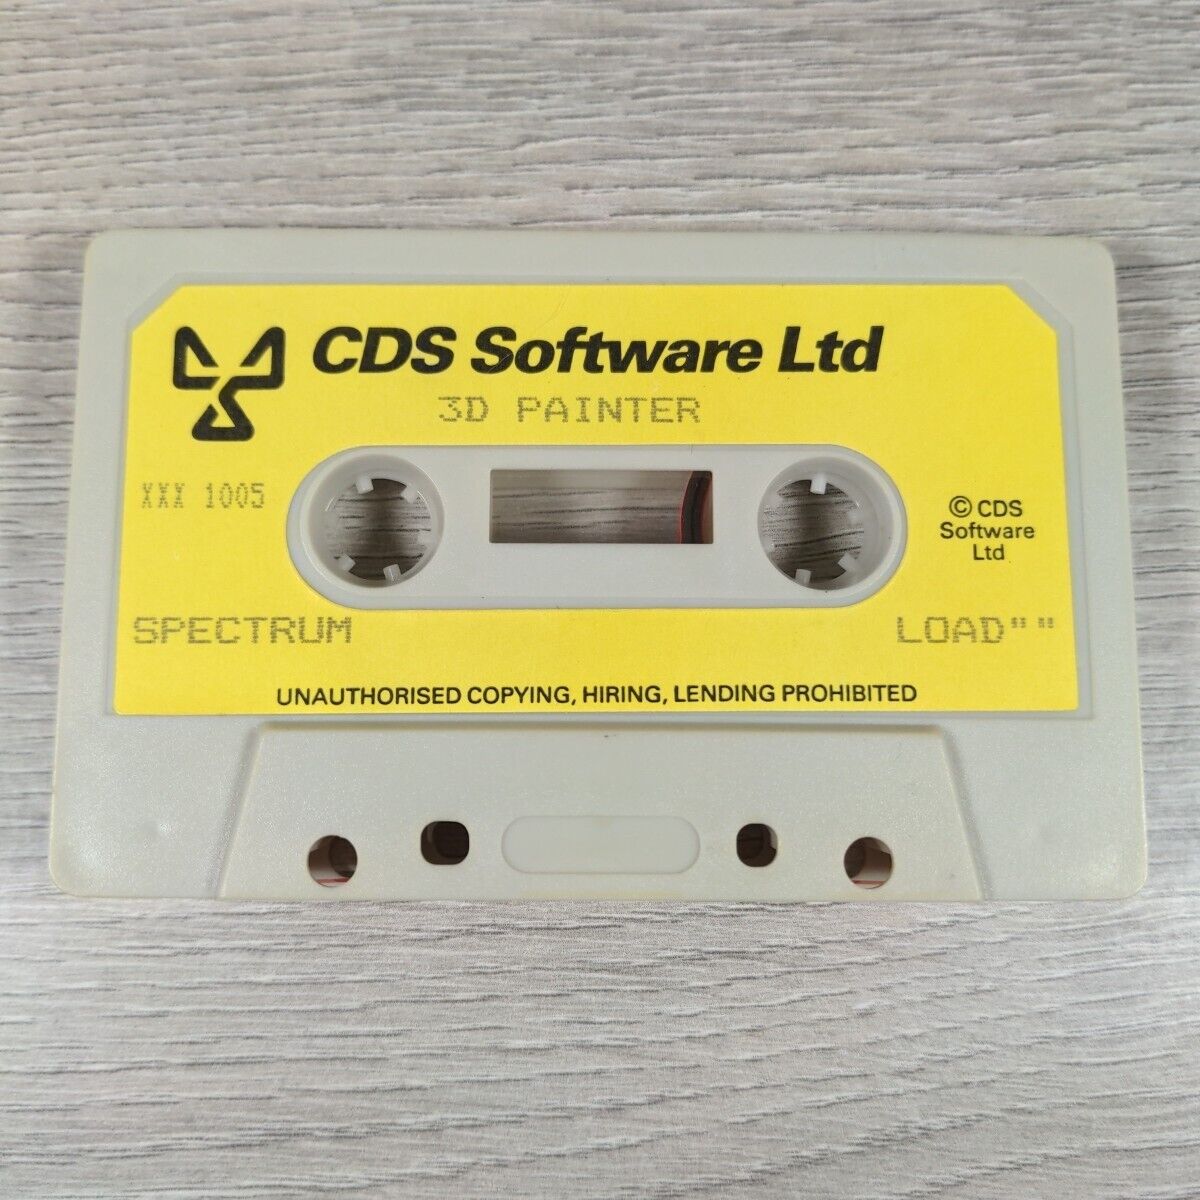 CDS Software Ltd
3D PAINTER
XXX 1005
© CDS
Software
Ltd
SPECTRUM
LOAD""
UNAUTHORISED COPYING, HIRING, LENDING PROHIBITED